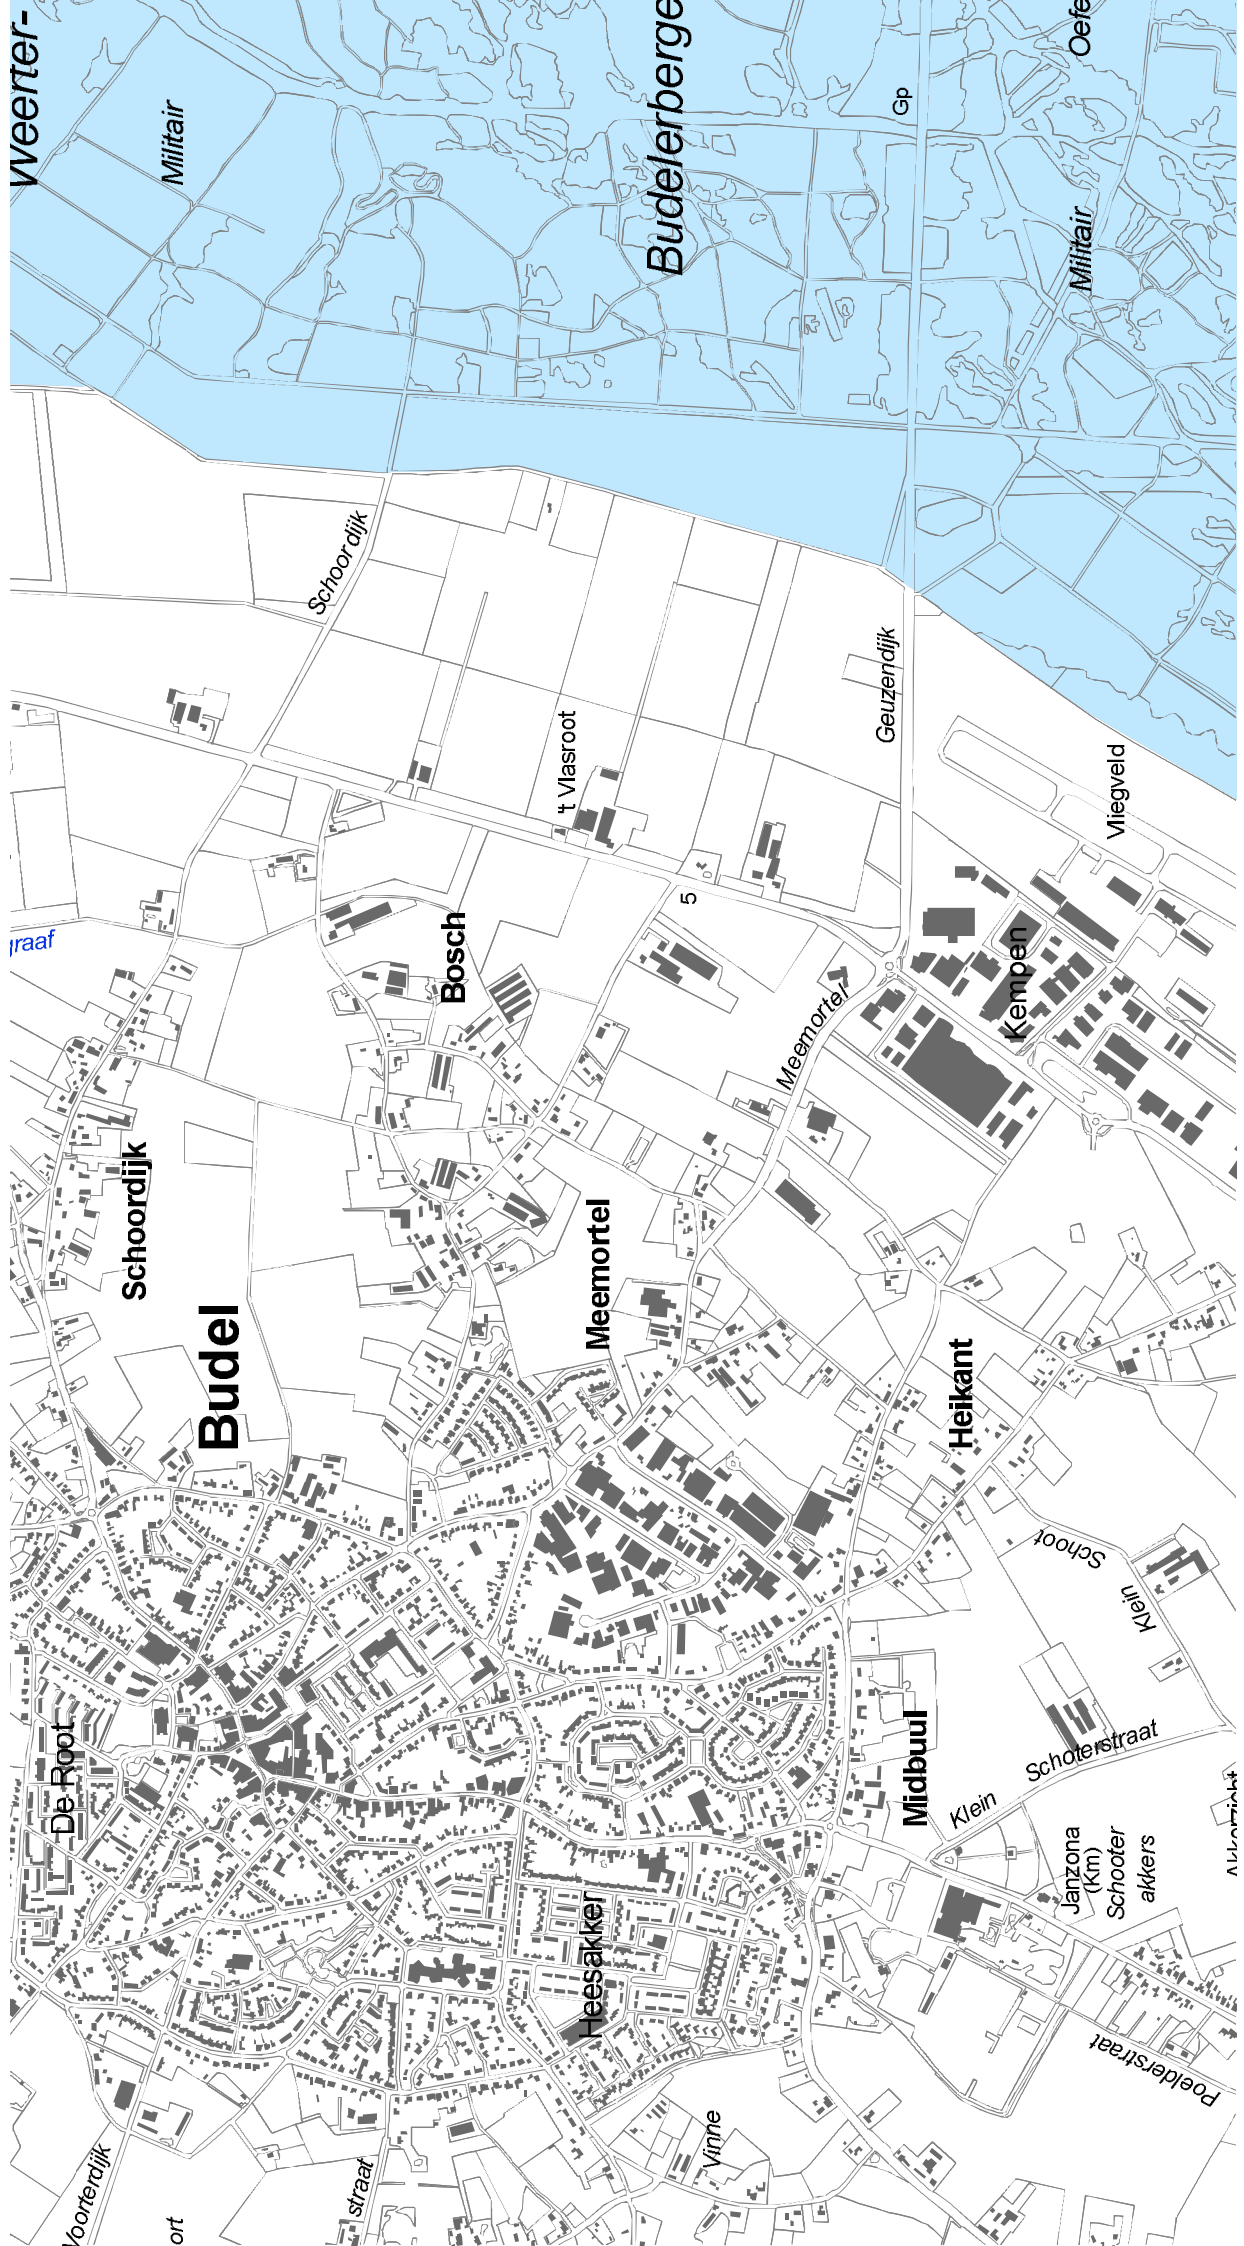 Weerter-
Militair
Budelerberge
Gp
Oefe
Militair
Schoordijk
Geuzendijk
't Vlasroot
Vliegveld
5
graaf
Bosch
Kempen
Meemortel
Schoordijk
Meemortel
Budel
Heikant
Schoot
Klein
De Root
Midbuul
Schoterstraat
Klein
Janzona
(Km)
Schooter
akkers
Heesakker
Poelderstraat
Vinne
Voorterdijk
straat
ort